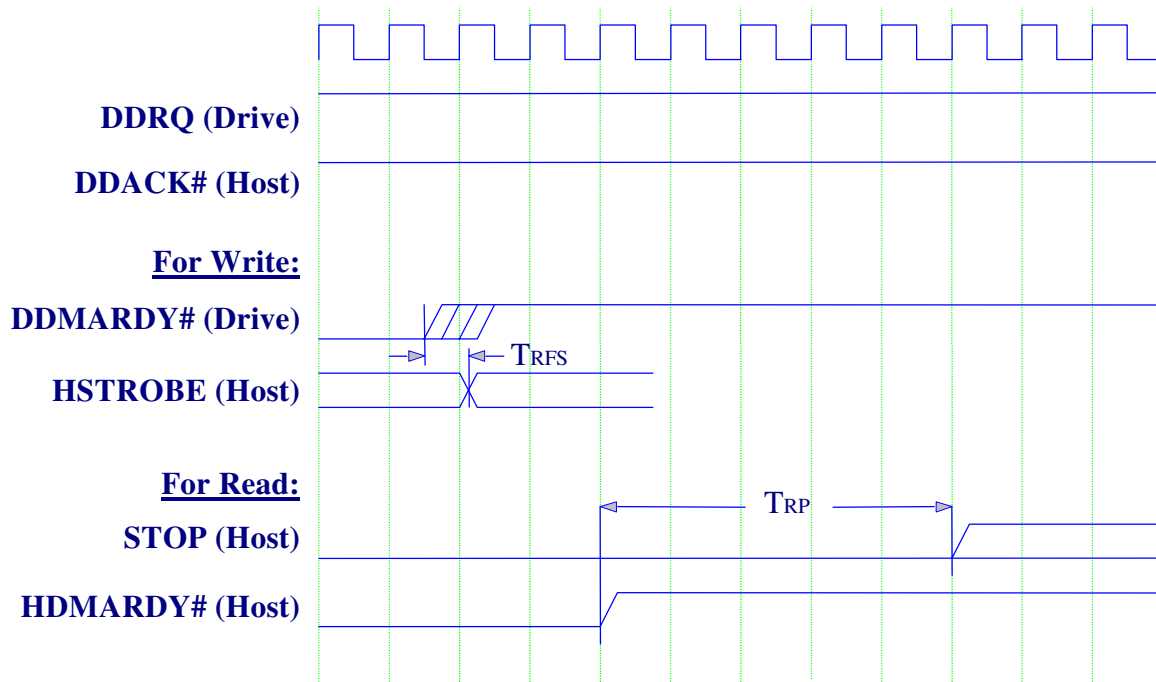 DDRQ (Drive)
DDACK# (Host)
For Write:
DDMARDY# (Drive)
TRFS
HSTROBE (Host)
For Read:
TRP
STOP (Host)
HDMARDY# (Host)